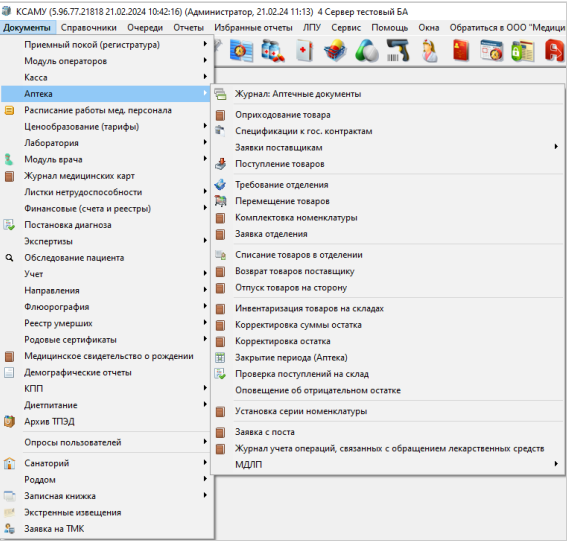 КСАМУ (5.96.77.21818 21.02.2024 10:42:16) (Администратор, 21.02.24 11:13) 4 Сервер тестовый БА
Документы Справочники Очереди Отчеты Избранные отчеты ЛПУ Сервис Помощь Окна Обратиться в ООО "Медици
Приемный покой (регистратура)
Модуль операторов
Касса
Аптека
Расписание работы мед. персонала
Ценообразование (тарифы)
Лаборатория
Модуль врача
Журнал медицинских карт
Листки нетрудоспособности
Финансовые (счета и реестры)
Постановка диагноза
Экспертизы
Обследование пациента
Учет
Направления
Флюорография
Реестр умерших
Родовые сертификаты
Медицинское свидетельство о рождении
Демографические отчеты
КПП
Диетпитание
Архив ТПЭД
Опросы пользователей
Санаторий
Роддом
Записная книжка
Экстренные извещения
Заявка на ТМК
Журнал: Аптечные документы
Оприходование товара
Спецификации к гос. контрактам
Заявки поставщикам
Поступление товаров
Требование отделения
Перемещение товаров
Комплектовка номенклатуры
Заявка отделения
Списание товаров в отделении
Возврат товаров поставщику
Отпуск товаров на сторону
Инвентаризация товаров на складах
Корректировка суммы остатка
Корректировка остатка
Закрытие периода (Аптека)
Проверка поступлений на склад
Оповещение об отрицательном остатке
Установка серии номенклатуры
Заявка с поста
Журнал учета операций, связанных с обращением лекарственных средств
МДЛП